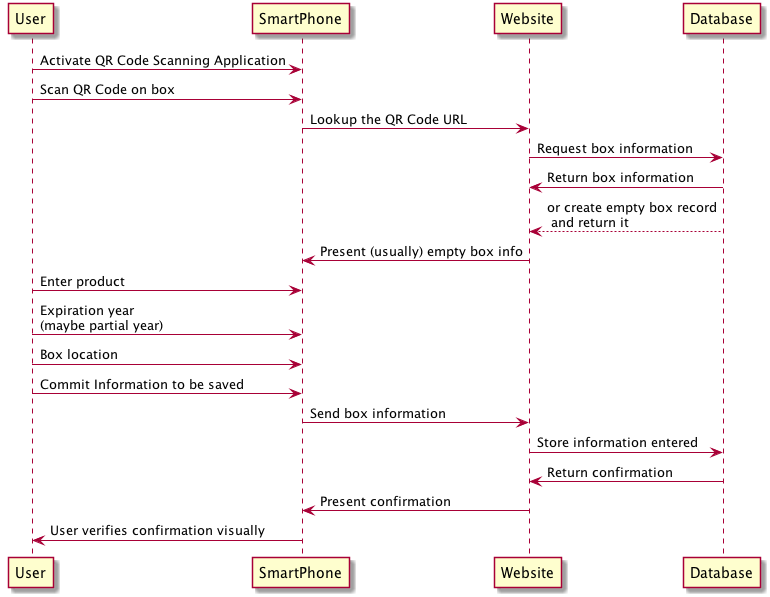 User
SmartPhone
Website
Database
Activate QR Code Scanning Application
Scan QR Code on box
Lookup the QR Code URL
Request box information
Return box information
or create empty box record
and return it
Present (usually) empty box info
Enter product
Expiration year
(maybe partial year)
Box location
Commit Information to be saved
Send box information
Store information entered
Return confirmation
Present confirmation
User verifies confirmation visually
User
SmartPhone
Website
Database